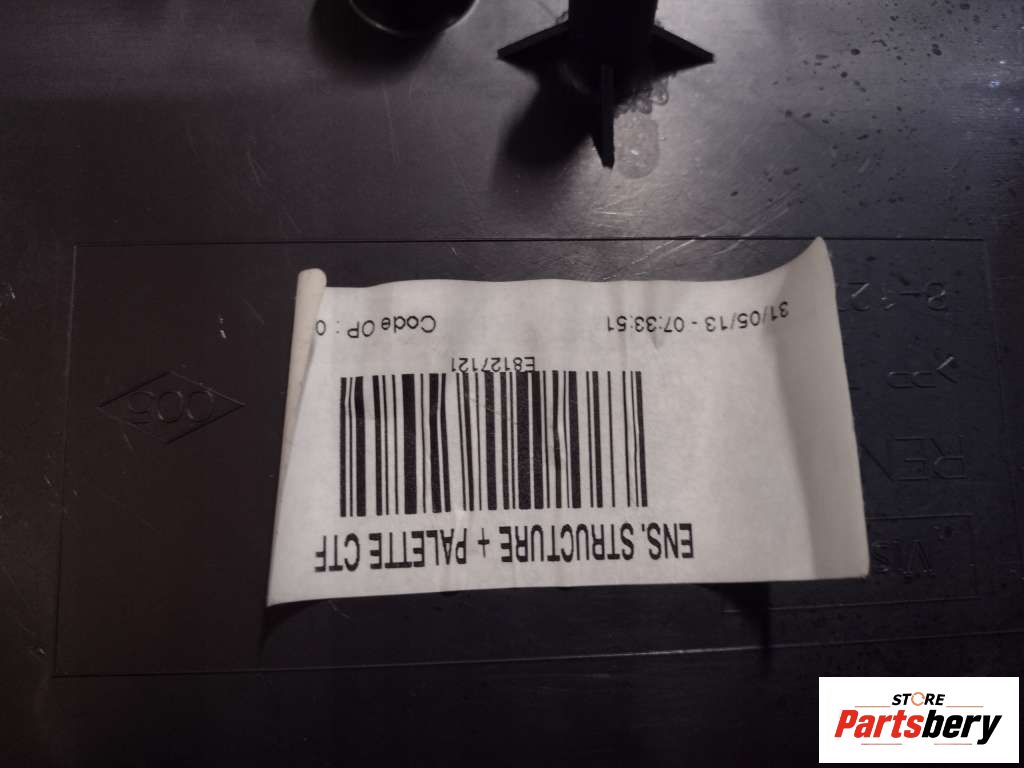 ENS. STRUCTURE + PALETTE CTF
E8127121
31/05/13 - 07:33:51
Code OP : 0
005
STORE
Partsbery